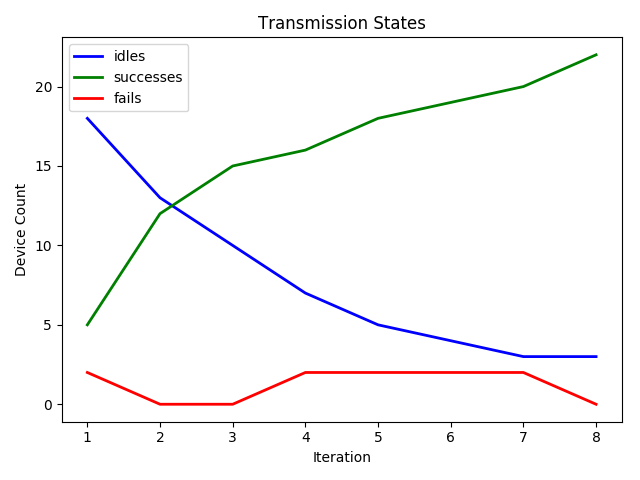 Transmission States
idles
successes
fails
Device Count
20
15
10
5
0
1 2 3 4 5 6 7 8
Iteration